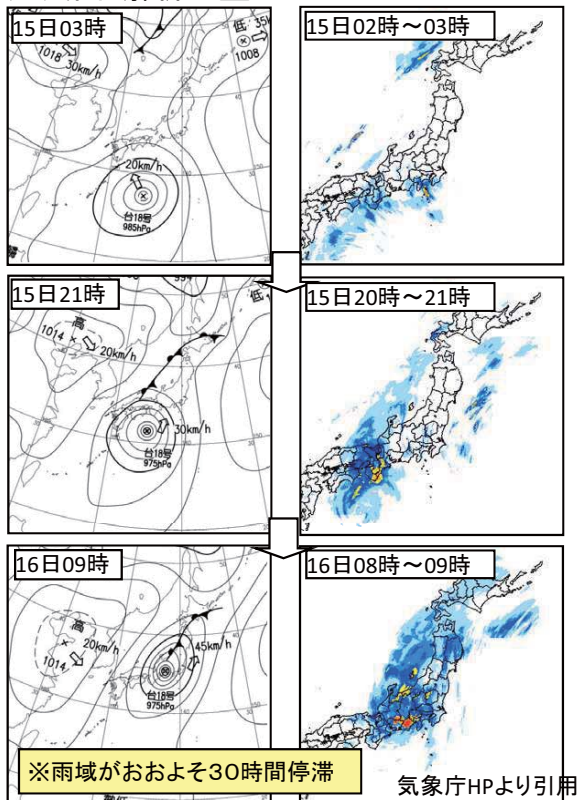 15日03時
1018 30km/h
低 35k
1008
20km/h
台18号
985hPa
15日02時～03時
15日21時
994
低
高
1014
20km/h
30km/h
台18号
975hPa
15日20時～21時
16日09時
高
20km/h
1014
45km/h
台18号
975hPa
16日08時～09時
※雨域がおおよそ30時間停滞
気象庁HPより引用